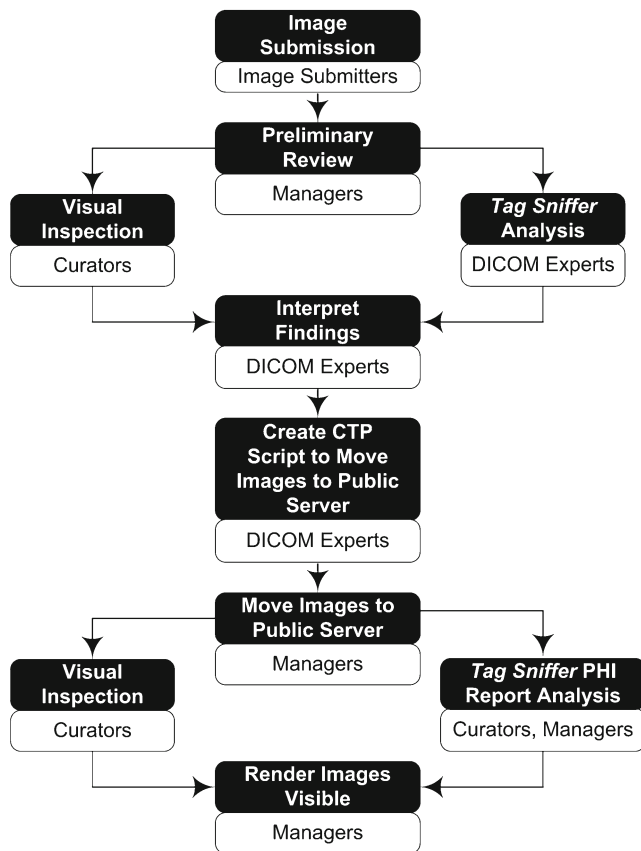 Image
Submission
Image Submitters
Preliminary
Review
Managers
Visual
Inspection
Curators
Tag Sniffer
Analysis
DICOM Experts
Interpret
Findings
DICOM Experts
Create CTP
Script to Move
Images to Public
Server
DICOM Experts
Move Images to
Public Server
Managers
Visual
Inspection
Curators
Tag Sniffer PHI
Report Analysis
Curators, Managers
Render Images
Visible
Managers